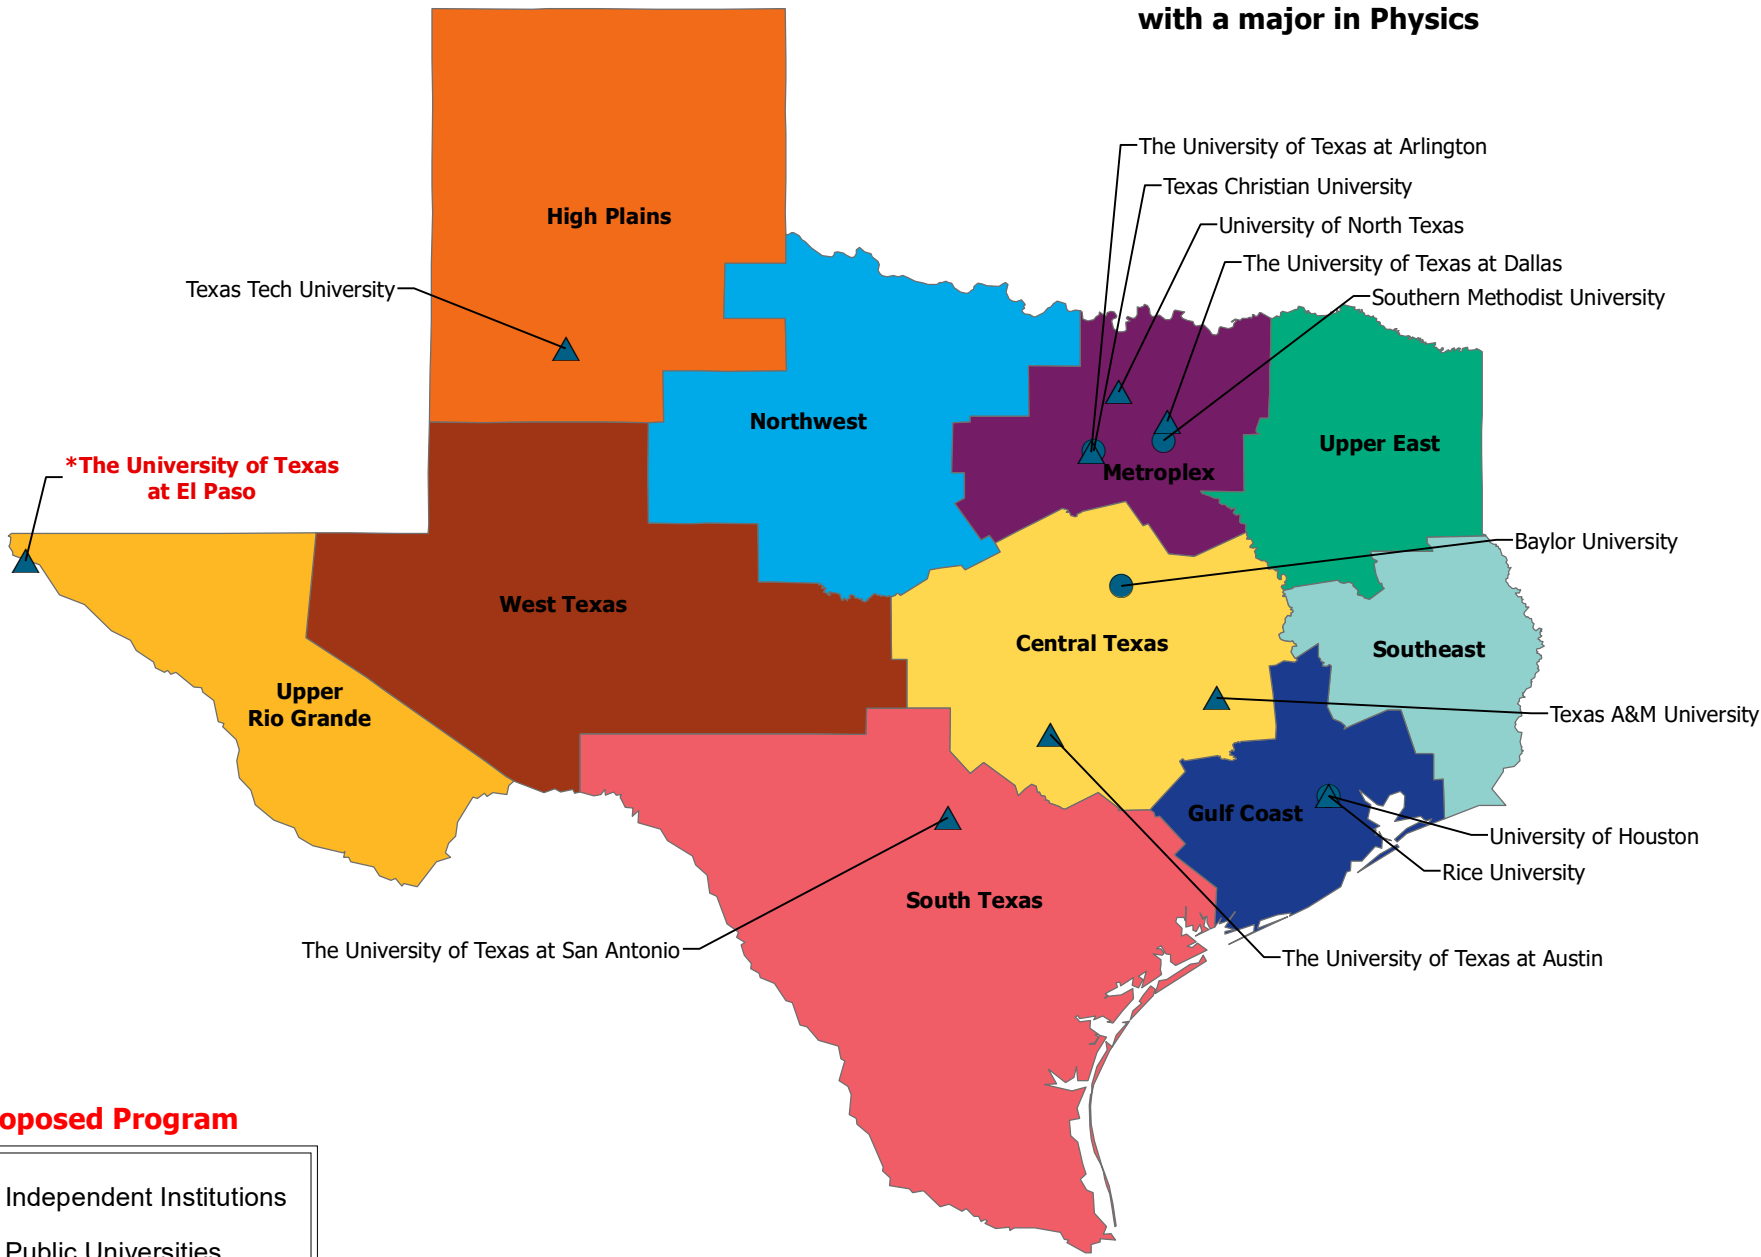 with a major in Physics
The University of Texas at Arlington
Texas Christian University
High Plains
University of North Texas
The University of Texas at Dallas
Texas Tech University
Southern Methodist University
Northwest
Upper East
*The University of Texas
at El Paso
Metroplex
Baylor University
West Texas
Central Texas
Southeast
Upper
Rio Grande
Texas A&M University
Gulf Coast
University of Houston
Rice University
South Texas
The University of Texas at San Antonio
The University of Texas at Austin
oposed Program
Independent Institutions
Public Universities